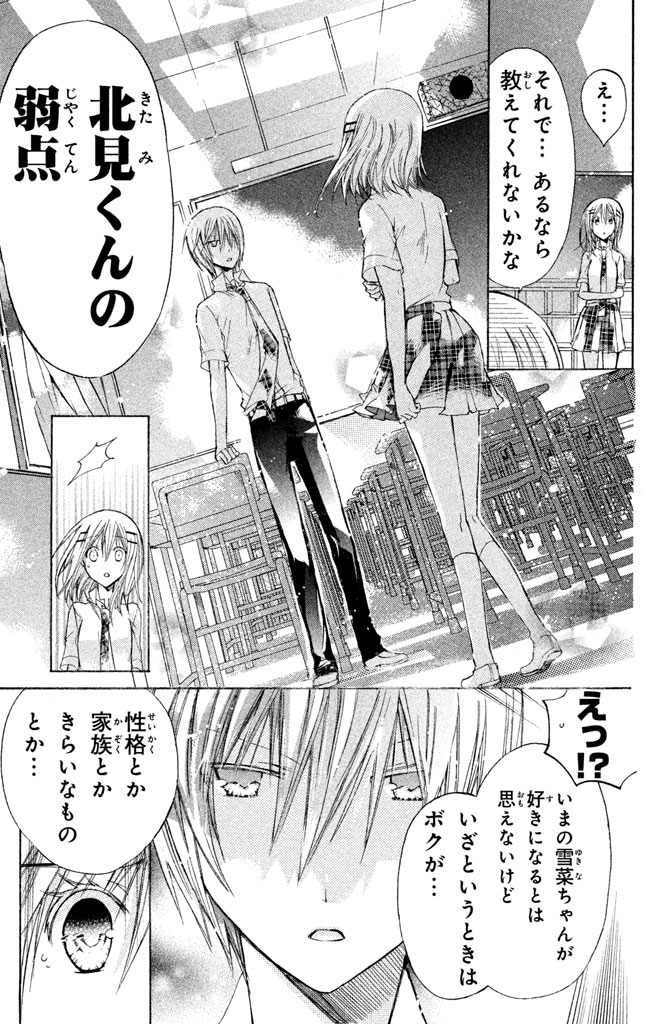 え…
それで… あるなら
教えてくれないかな
北見くんの
弱点
えっ!?
いまの雪菜ちゃんが
好きになるとは
思えないけど
いざというときは
ボクが…
性格とか
家族とか
きらいなもの
とか…